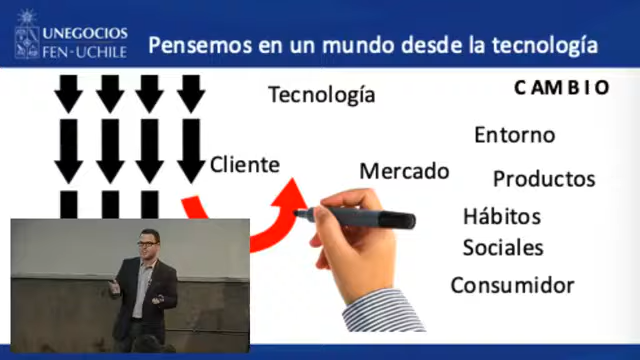 UNEGOCIOS
FEN-UCHILE
Pensemos en un mundo desde la tecnología
Tecnología
CAMBIO
Entorno
Cliente
Mercado
Productos
Hábitos
Sociales
Consumidor